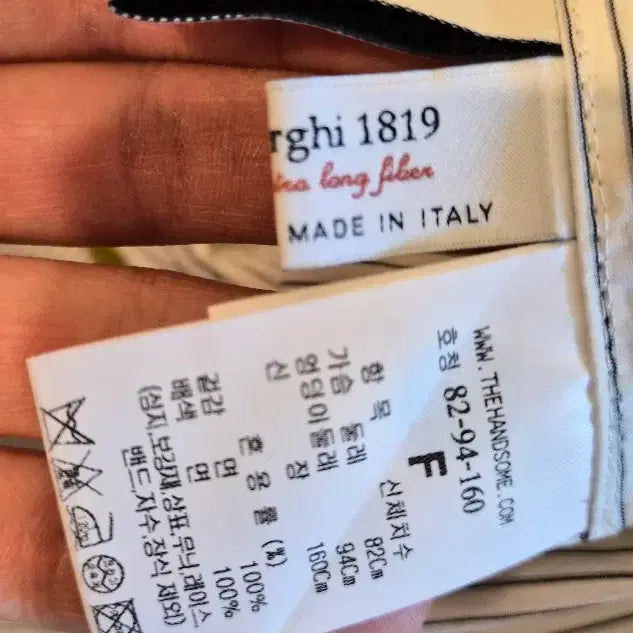 rghi 1819
tra long fiber
MADE IN ITALY
WWW.THEHANDSOME.COM
호칭 82-94-160
F
항 목 신체치수
가슴 둘레 82Cm
엉덩이둘레 94Cm
신 장 160Cm
혼 용 률 (%)
겉감 면 100%
배색 면 100%
(심지,보강재,상표,무늬,레이스
밴드,자수,장식 제외)